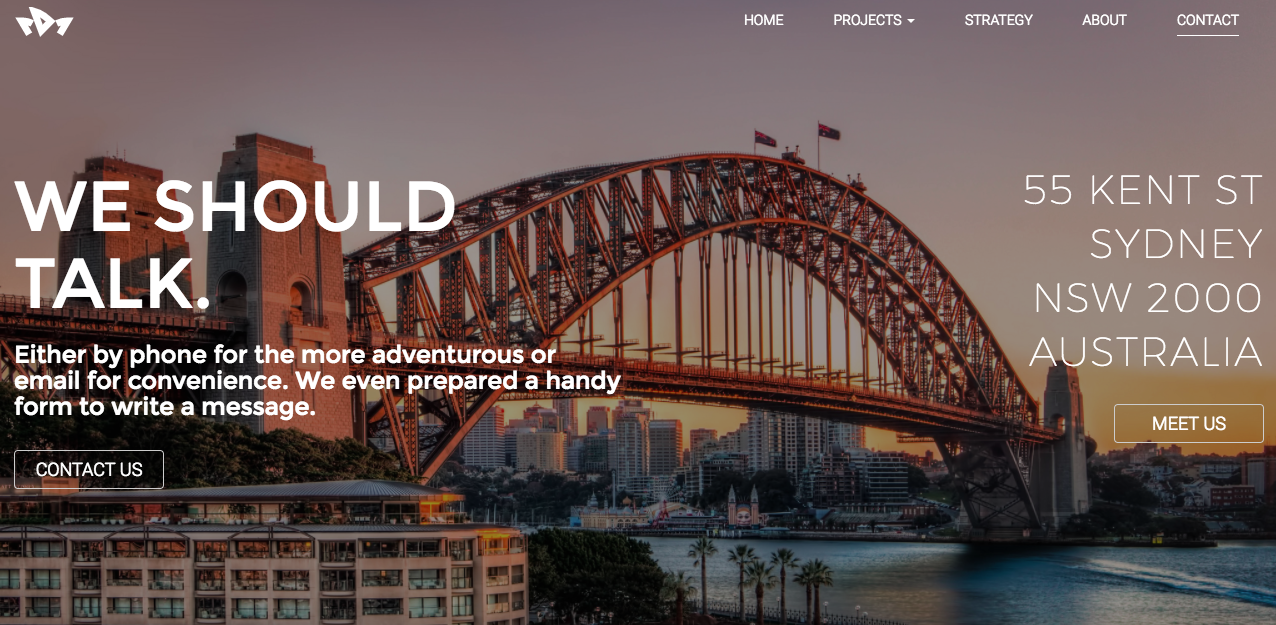 HOME
PROJECTS
STRATEGY
ABOUT
CONTACT
WE SHOULD
TALK.
Either by phone for the more adventurous or
email for convenience. We even prepared a handy
form to write a message.
CONTACT US
55 KENT ST
SYDNEY
NSW 2000
AUSTRALIA
MEET US